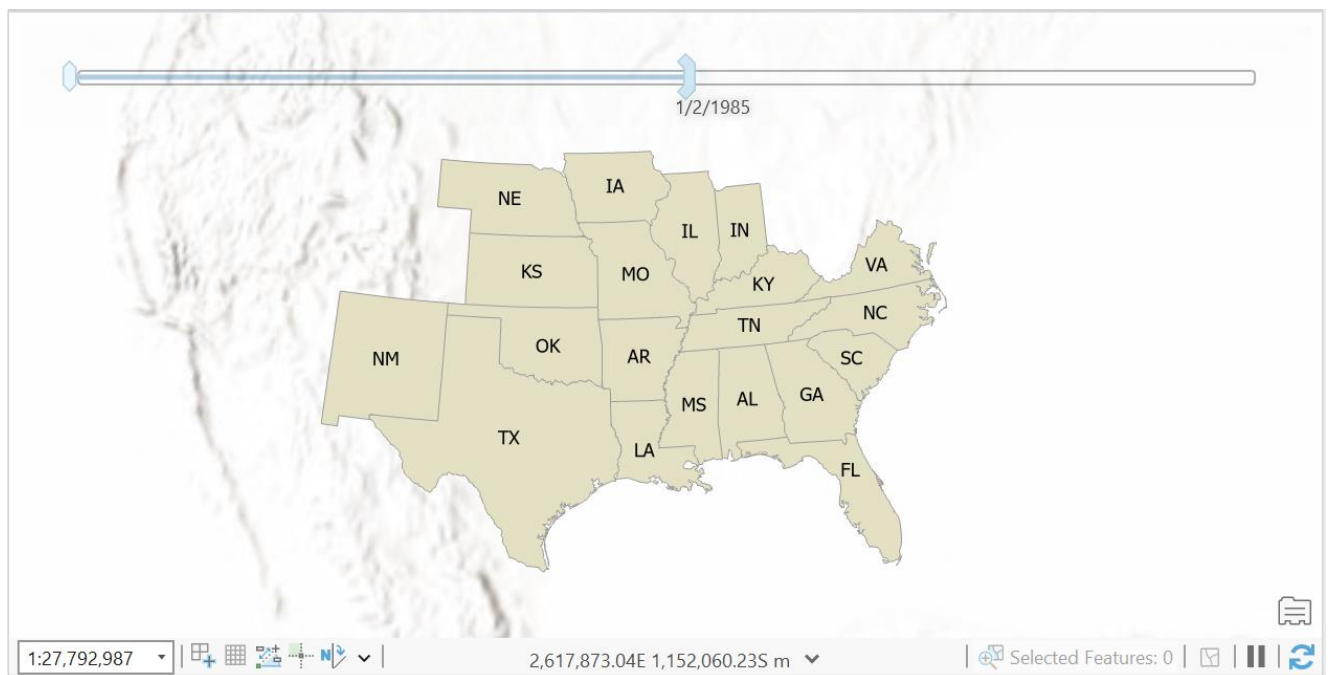 1/2/1985
NE
IA
IL
IN
KS
MO
KY
VA
NM
OK
AR
TN
NC
SC
TX
LA
MS
AL
GA
FL
1:27,792,987
N
2,617,873.04E 1,152,060.23S m
Selected Features: 0